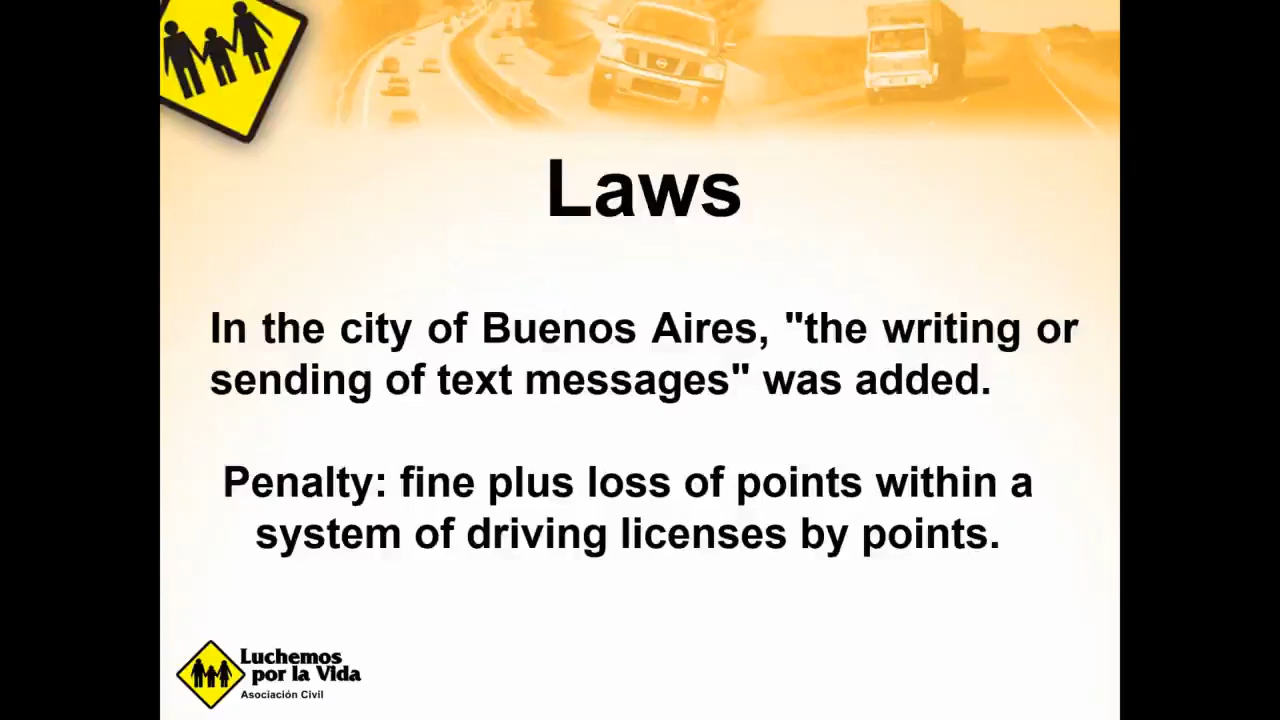 Laws
In the city of Buenos Aires, "the writing or
sending of text messages" was added.
Penalty: fine plus loss of points within a
system of driving licenses by points.
Luchemos
por la Vida
Asociación Civil